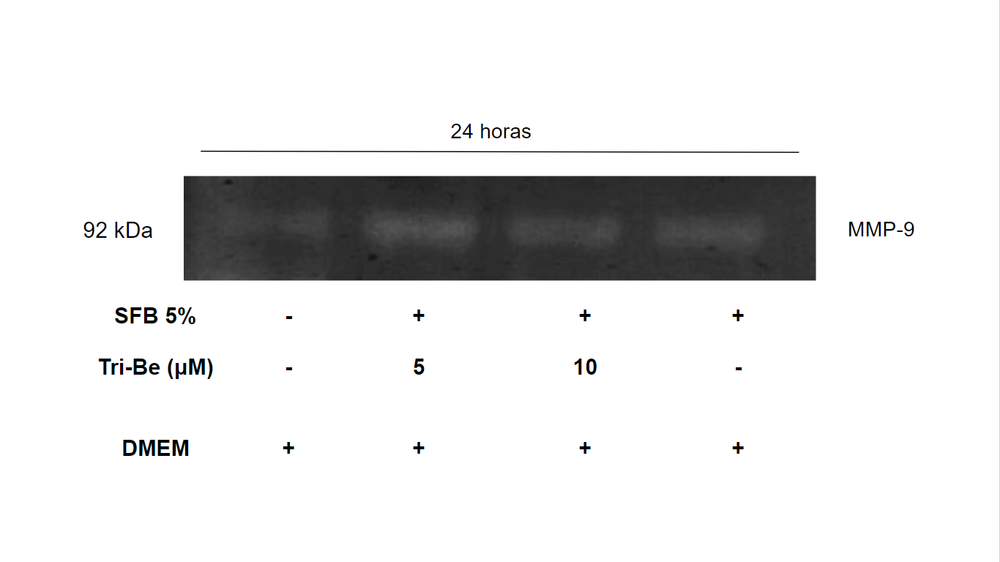 24 horas
92 kDa MMP-9
SFB 5% - + + +
Tri-Be (µM) - 5 10 -
DMEM + + + +